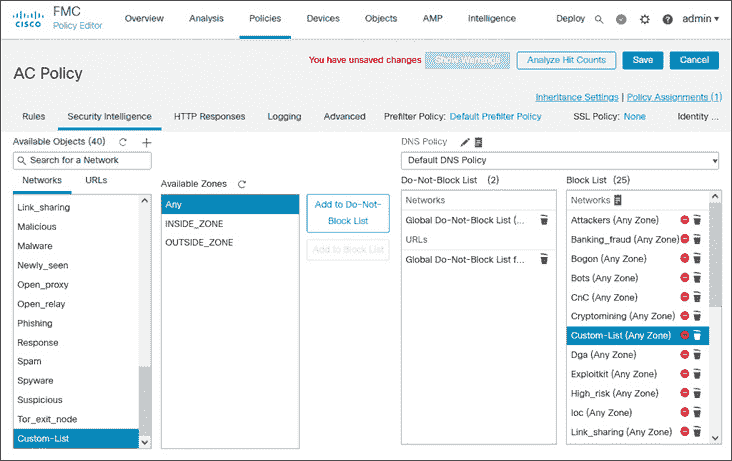 CISCO
FMC
Policy Editor
Overview
Analysis
Policies
Devices
Objects
AMP
Intelligence
Deploy
admin
AC Policy
You have unsaved changes
Show Warnings
Analyze Hit Counts
Save
Cancel
Inheritance Settings | Policy Assignments (1)
Rules
Security Intelligence
HTTP Responses
Logging
Advanced
Prefilter Policy: Default Prefilter Policy
SSL Policy: None
Identity ...
Available Objects (40)
Search for a Network
Networks
URLs
Link_sharing
Malicious
Malware
Newly_seen
Open_proxy
Open_relay
Phishing
Response
Spam
Spyware
Suspicious
Tor_exit_node
Custom-List
Available Zones
Any
INSIDE_ZONE
OUTSIDE_ZONE
Add to Do-Not-
Block List
Add to Block List
DNS Policy
Default DNS Policy
Do-Not-Block List (2)
Networks
Global Do-Not-Block List (...
URLs
Global Do-Not-Block List f...
Block List (25)
Networks
Attackers (Any Zone)
Banking_fraud (Any Zone)
Bogon (Any Zone)
Bots (Any Zone)
CnC (Any Zone)
Cryptomining (Any Zone)
Custom-List (Any Zone)
Dga (Any Zone)
Exploitkit (Any Zone)
High_risk (Any Zone)
Ioc (Any Zone)
Link_sharing (Any Zone)